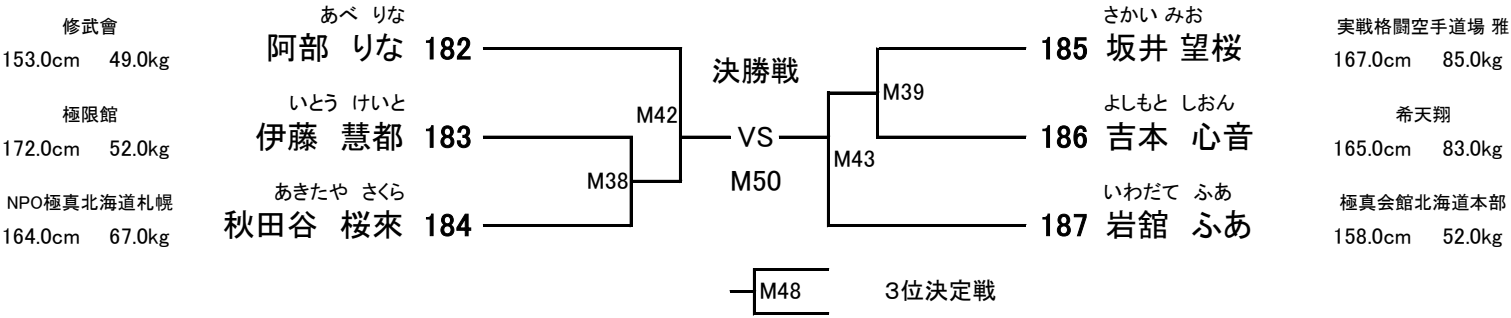 修武會
153.0cm 49.0kg
あべ りな
阿部 りな 182
極限館
172.0cm 52.0kg
いとう けいと
伊藤 慧都 183
NPO極真北海道札幌
164.0cm 67.0kg
あきたや さくら
秋田谷 桜來 184
M38
M42
決勝戦
VS
M50
M39
M43
さかい みお
185 坂井 望桜
実戦格闘空手道場 雅
167.0cm 85.0kg
よしもと しおん
186 吉本 心音
希天翔
165.0cm 83.0kg
いわだて ふあ
187 岩舘 ふあ
極真会館北海道本部
158.0cm 52.0kg
M48
3位決定戦